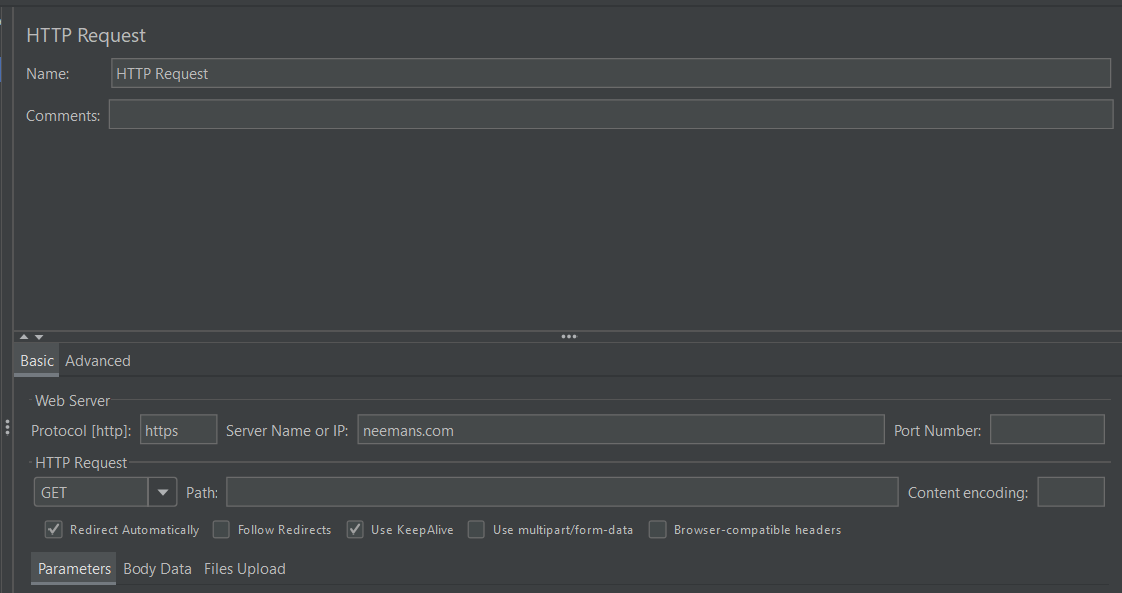 HTTP Request
Name: HTTP Request
Comments:
Basic Advanced
Web Server
Protocol [http]: https Server Name or IP: neemans.com Port Number:
HTTP Request
GET Path: Content encoding:
Redirect Automatically Follow Redirects Use KeepAlive Use multipart/form-data Browser-compatible headers
Parameters Body Data Files Upload